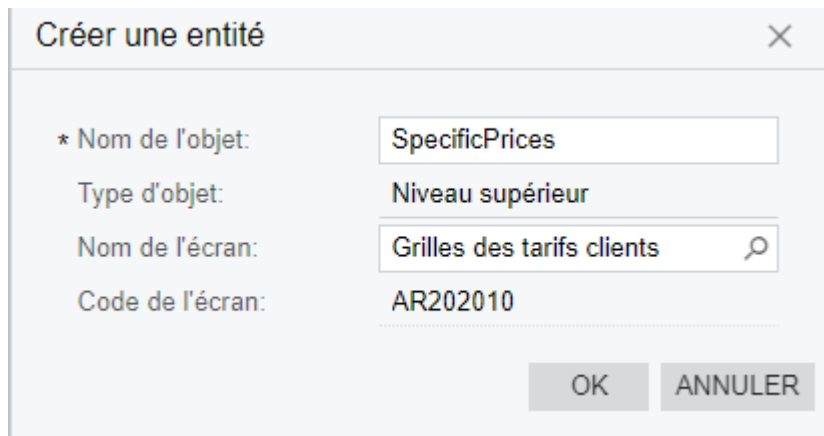 Créer une entité
* Nom de l'objet: SpecificPrices
Type d'objet: Niveau supérieur
Nom de l'écran: Grilles des tarifs clients
Code de l'écran: AR202010
OK ANNULER